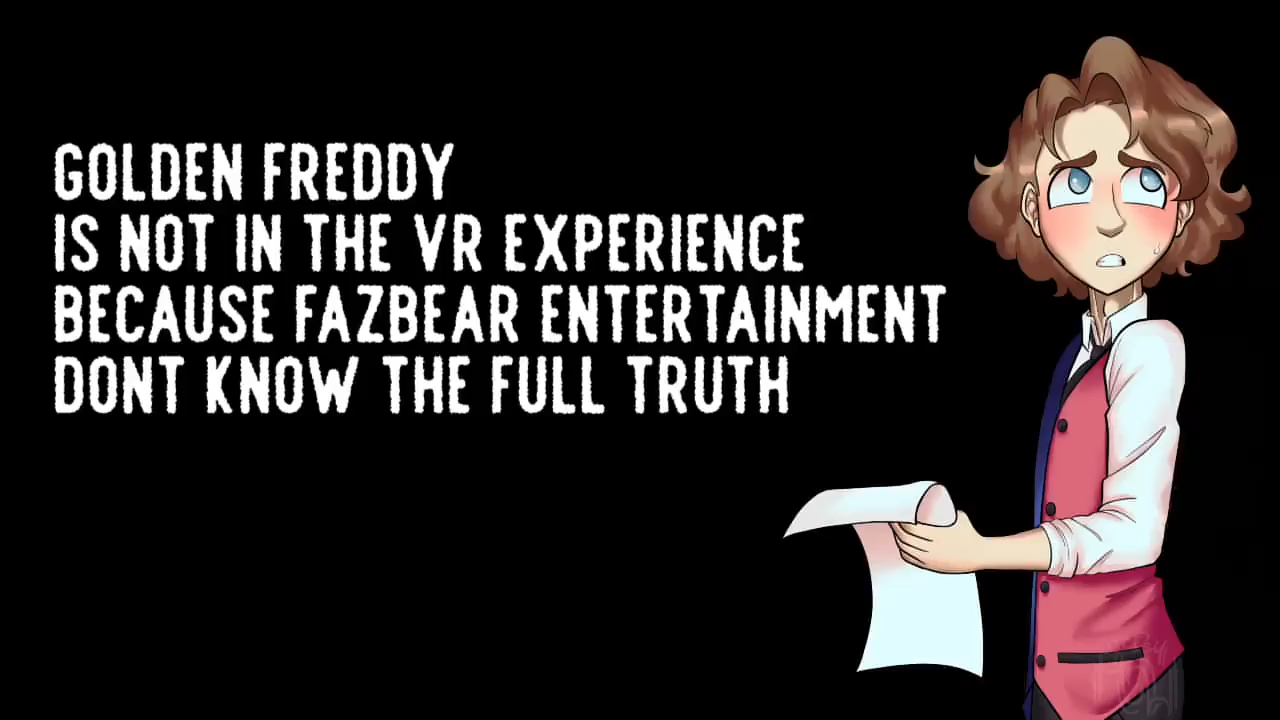 GOLDEN FREDDY
IS NOT IN THE VR EXPERIENCE
BECAUSE FAZBEAR ENTERTAINMENT
DONT KNOW THE FULL TRUTH